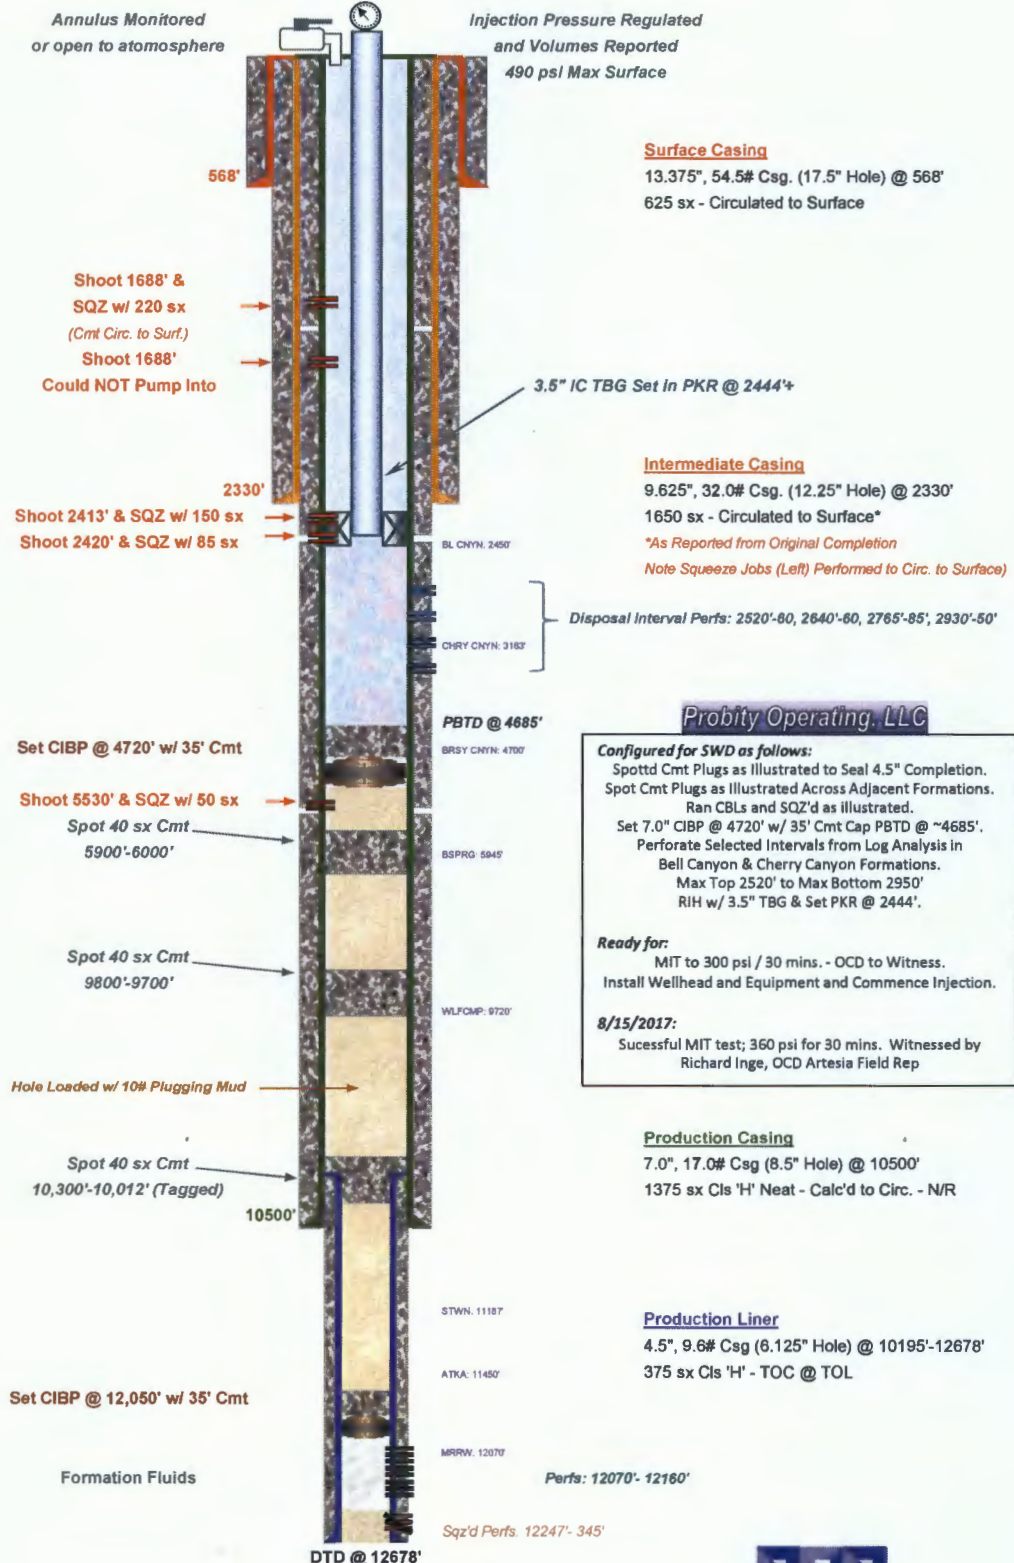 Annulus Monitored
or open to atomosphere
Injection Pressure Regulated
and Volumes Reported
490 psi Max Surface
Surface Casing
13.375", 54.5# Csg. (17.5" Hole) @ 568'
625 sx - Circulated to Surface
568'
Shoot 1688' &
SQZ w/ 220 sx
(Cmt Circ. to Surf.)
Shoot 1688'
Could NOT Pump Into
3.5" IC TBG Set in PKR @ 2444'+
Intermediate Casing
9.625", 32.0# Csg. (12.25" Hole) @ 2330'
1650 sx - Circulated to Surface*
*As Reported from Original Completion
Note Squeeze Jobs (Left) Performed to Circ. to Surface)
2330'
Shoot 2413' & SQZ w/ 150 sx
Shoot 2420' & SQZ w/ 85 sx
BL CNYN: 2450'
Disposal Interval Perfs: 2520'-60, 2640'-60, 2765'-85', 2930'-50'
CHRY CNYN: 3163'
PBTD @ 4685'
Set CIBP @ 4720' w/ 35' Cmt
BRSY CNYN: 4700'
Shoot 5530' & SQZ w/ 50 sx
Spot 40 sx Cmt
5900'-6000'
BSPRG: 5945'
Probity Operating, LLC
Configured for SWD as follows:
Spottd Cmt Plugs as Illustrated to Seal 4.5" Completion.
Spot Cmt Plugs as Illustrated Across Adjacent Formations.
Ran CBLs and SQZ'd as illustrated.
Set 7.0" CIBP @ 4720' w/ 35' Cmt Cap PBTD @ ~4685'.
Perforate Selected Intervals from Log Analysis in
Bell Canyon & Cherry Canyon Formations.
Max Top 2520' to Max Bottom 2950'
RIH w/ 3.5" TBG & Set PKR @ 2444'.
Ready for:
MIT to 300 psi / 30 mins. - OCD to Witness.
Install Wellhead and Equipment and Commence Injection.
8/15/2017:
Sucessful MIT test; 360 psi for 30 mins. Witnessed by
Richard Inge, OCD Artesia Field Rep
Spot 40 sx Cmt
9800'-9700'
WLFCMP: 9720'
Hole Loaded w/ 10# Plugging Mud
Production Casing
7.0", 17.0# Csg (8.5" Hole) @ 10500'
1375 sx Cls 'H' Neat - Calc'd to Circ. - N/R
Spot 40 sx Cmt
10,300'-10,012' (Tagged)
10500'
STWN: 11187'
Production Liner
4.5", 9.6# Csg (6.125" Hole) @ 10195'-12678'
375 sx Cls 'H' - TOC @ TOL
ATKA: 11450'
Set CIBP @ 12,050' w/ 35' Cmt
MRRW: 12070'
Formation Fluids
Perfs: 12070'- 12160'
Sqz'd Perfs. 12247'- 345'
DTD @ 12678'